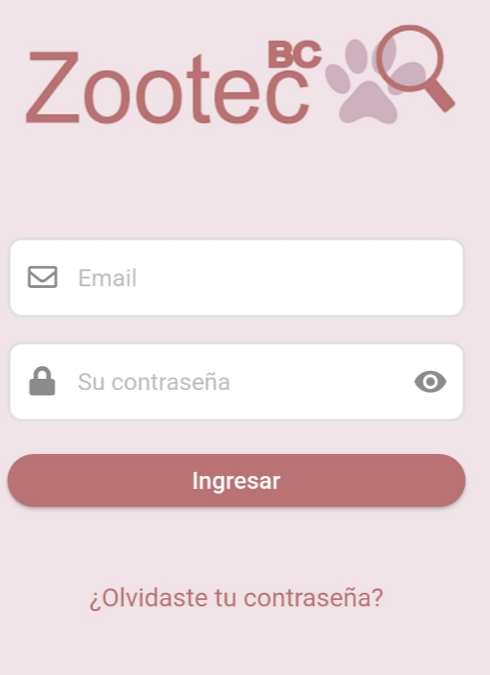 Zootec BC
Email
Su contraseña
Ingresar
¿Olvidaste tu contraseña?